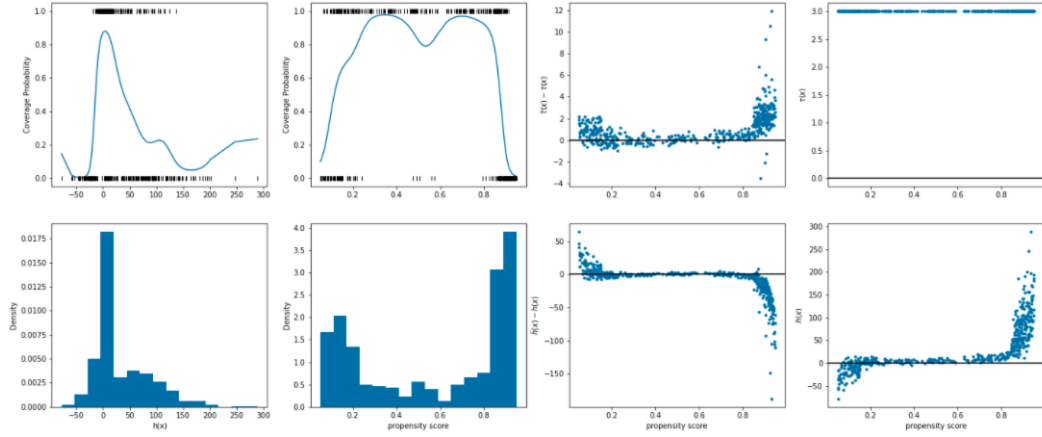 1.0
0.8
0.6
0.4
0.2
0.0
Coverage Probability
−50 0 50 100 150 200 250 300
1.0
0.8
0.6
0.4
0.2
0.0
Coverage Probability
0.2 0.4 0.6 0.8
12
10
8
6
4
2
0
−2
−4
τ̂(x) − τ(x)
0.2 0.4 0.6 0.8
propensity score
3.0
2.5
2.0
1.5
1.0
0.5
0.0
τ(x)
0.2 0.4 0.6 0.8
propensity score
0.0175
0.0150
0.0125
0.0100
0.0075
0.0050
0.0025
0.0000
Density
−50 0 50 100 150 200 250 300
h(x)
4.0
3.5
3.0
2.5
2.0
1.5
1.0
0.5
0.0
Density
0.2 0.4 0.6 0.8
propensity score
50
0
−50
−100
−150
ĥ(x) − h(x)
0.2 0.4 0.6 0.8
propensity score
300
250
200
150
100
50
0
−50
h(x)
0.2 0.4 0.6 0.8
propensity score